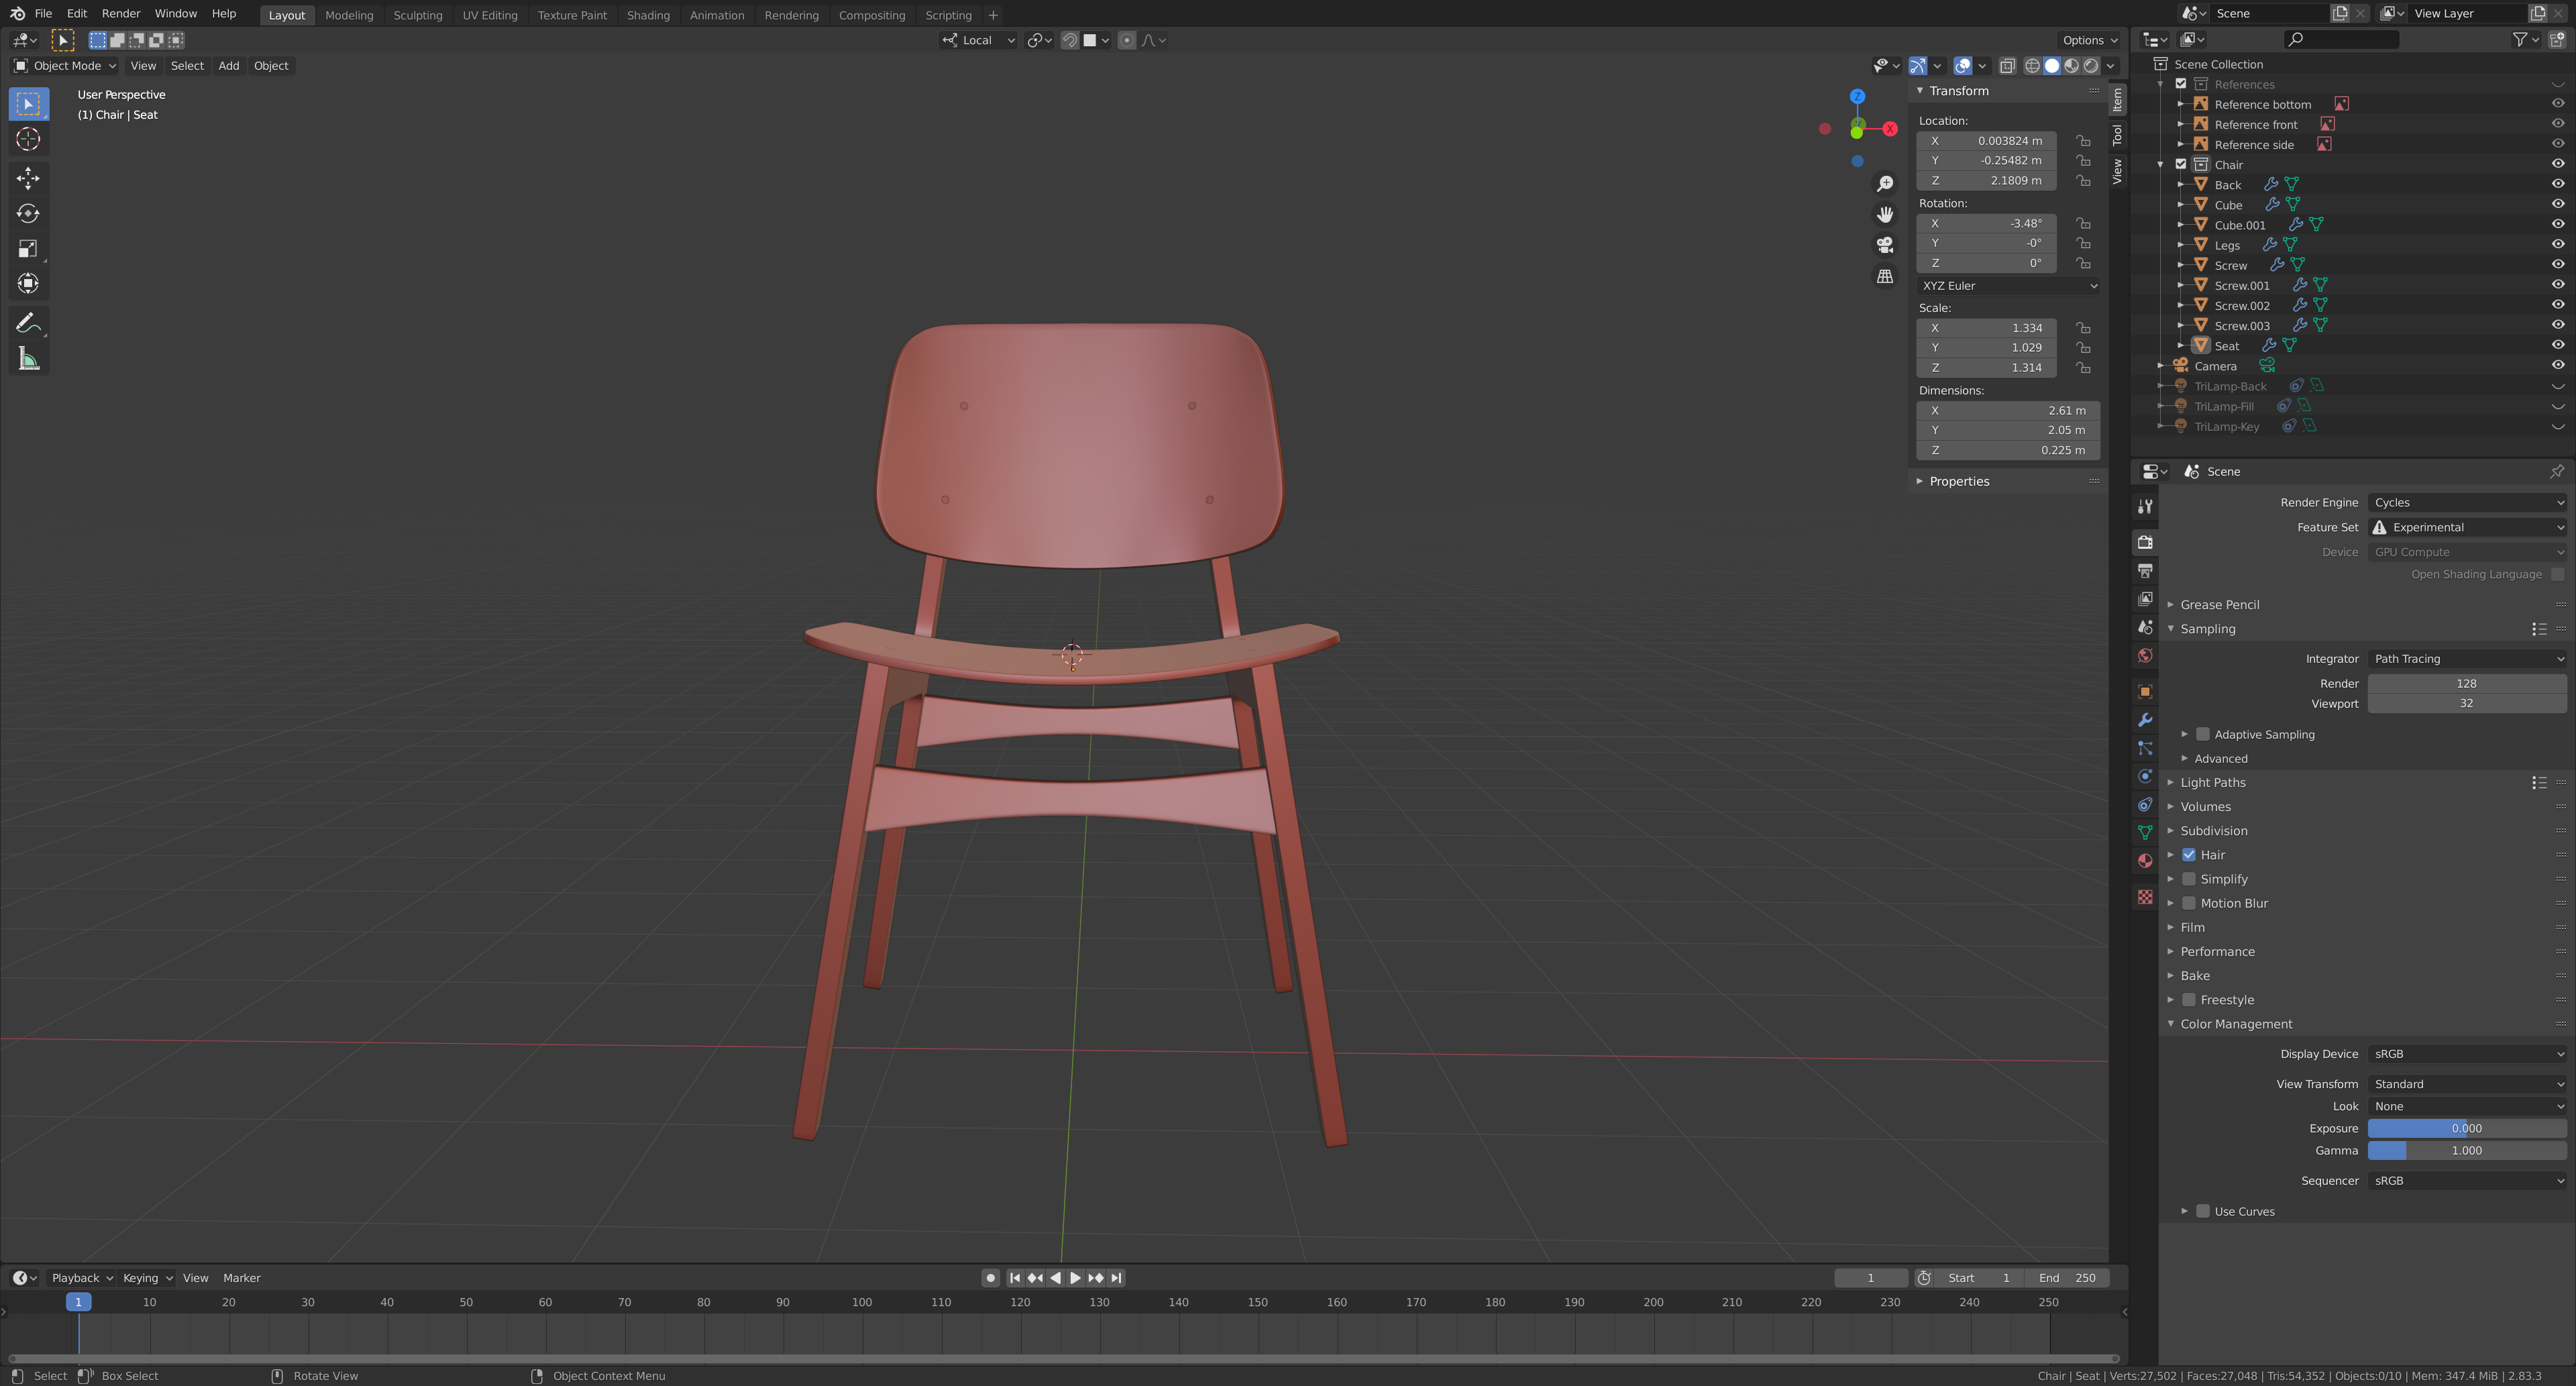 File Edit Render Window Help Layout Modeling Sculpting UV Editing Texture Paint Shading Animation Rendering Compositing Scripting + Scene View Layer
Local Options
Object Mode View Select Add Object
User Perspective
(1) Chair | Seat
Z
X
Transform
Location:
X 0.003824 m
Y -0.25482 m
Z 2.1809 m
Rotation:
X -3.48°
Y -0°
Z 0°
XYZ Euler
Scale:
X 1.334
Y 1.029
Z 1.314
Dimensions:
X 2.61 m
Y 2.05 m
Z 0.225 m
Properties
Item
Tool
View
Scene Collection
References
Reference bottom
Reference front
Reference side
Chair
Back
Cube
Cube.001
Legs
Screw
Screw.001
Screw.002
Screw.003
Seat
Camera
TriLamp-Back
TriLamp-Fill
TriLamp-Key
Scene
Render Engine Cycles
Feature Set Experimental
Device GPU Compute
Open Shading Language
Grease Pencil
Sampling
Integrator Path Tracing
Render 128
Viewport 32
Adaptive Sampling
Advanced
Light Paths
Volumes
Subdivision
Hair
Simplify
Motion Blur
Film
Performance
Bake
Freestyle
Color Management
Display Device sRGB
View Transform Standard
Look None
Exposure 0.000
Gamma 1.000
Sequencer sRGB
Use Curves
Playback Keying View Marker 1 Start 1 End 250
1 10 20 30 40 50 60 70 80 90 100 110 120 130 140 150 160 170 180 190 200 210 220 230 240 250
Select Box Select Rotate View Object Context Menu Chair | Seat | Verts:27,502 | Faces:27,048 | Tris:54,352 | Objects:0/10 | Mem: 347.4 MiB | 2.83.3